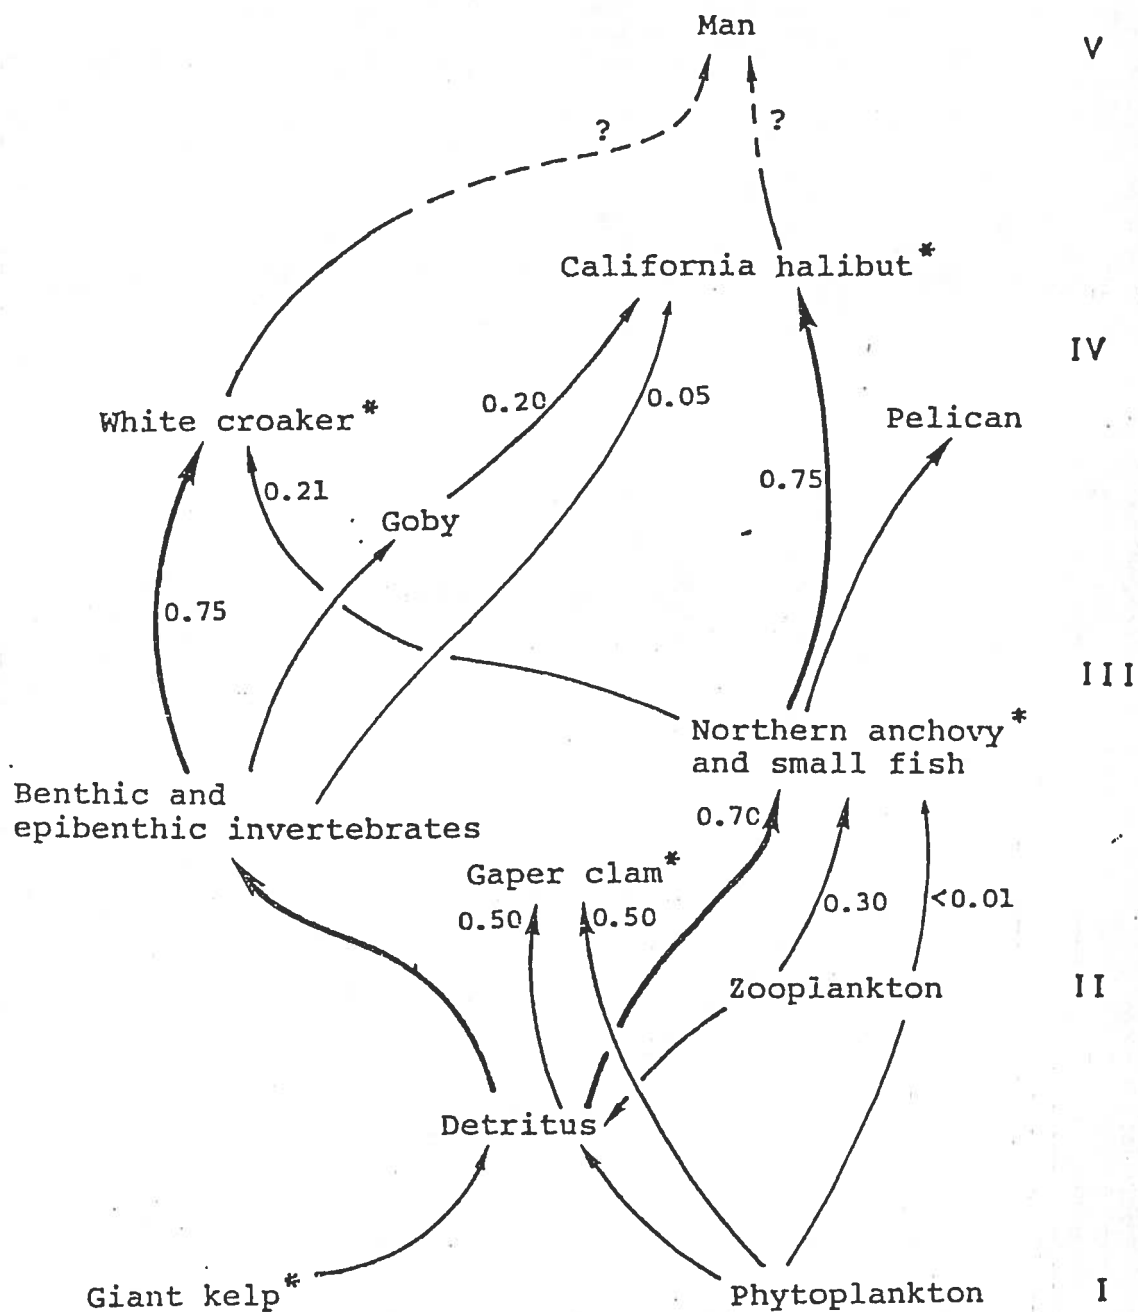 Man
V
?
?
California halibut*
IV
White croaker*
0.20
0.05
Pelican
0.21
Goby
0.75
0.75
III
Northern anchovy*
and small fish
Benthic and
epibenthic invertebrates
0.70
Gaper clam*
0.50
0.50
0.30
<0.01
Zooplankton
II
Detritus
Giant kelp*
Phytoplankton
I